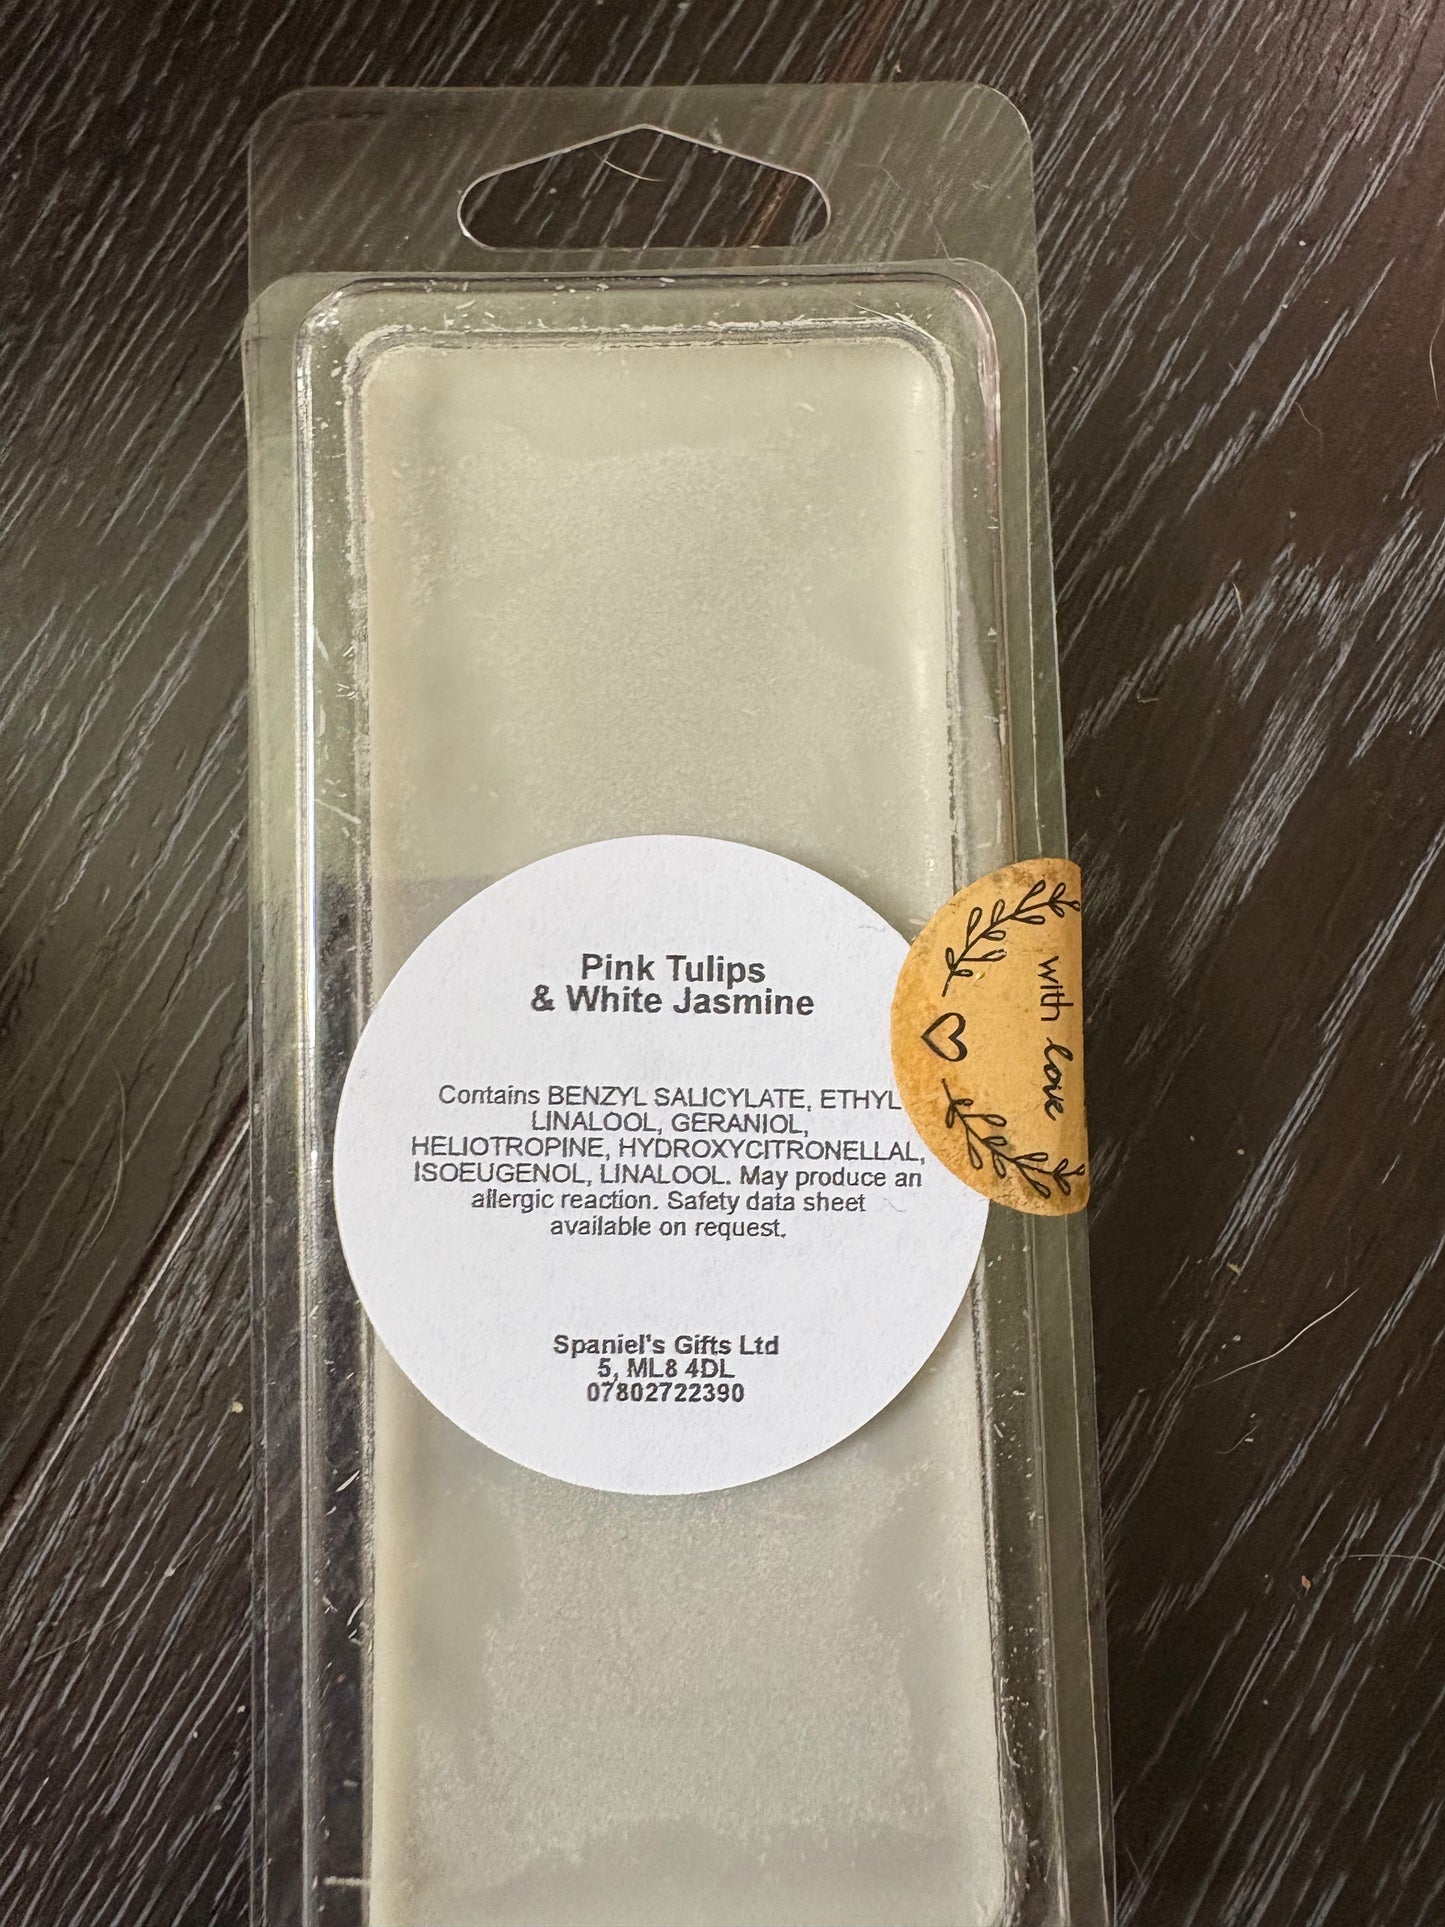 Pink Tulips
& White Jasmine
Contains BENZYL SALICYLATE, ETHYL
LINALOOL, GERANIOL,
HELIOTROPINE, HYDROXYCITRONELLAL,
ISOEUGENOL, LINALOOL. May produce an
allergic reaction. Safety data sheet
available on request.
Spaniel's Gifts Ltd
5, ML8 4DL
07802722390
with love